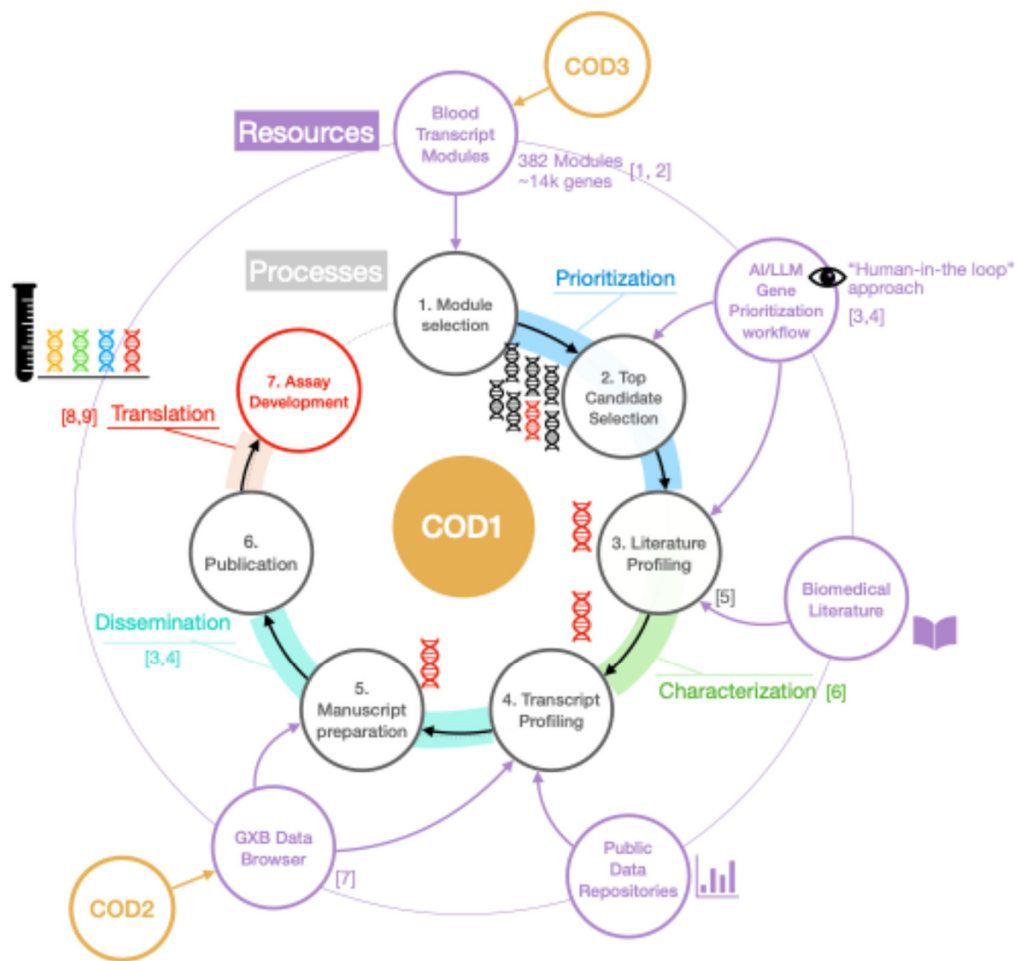 COD3
Blood
Transcript
Modules
Resources
382 Modules
~14k genes
[1, 2]
Processes
1. Module
selection
Prioritization
AI/LLM
Gene
Prioritization
workflow
“Human-in-the loop”
approach
[3,4]
2. Top
Candidate
Selection
7. Assay
Development
[8,9]
Translation
COD1
3. Literature
Profiling
6.
Publication
[5]
Biomedical
Literature
Dissemination
[3,4]
Characterization [6]
5.
Manuscript
preparation
4. Transcript
Profiling
GXB Data
Browser
[7]
Public
Data
Repositories
COD2